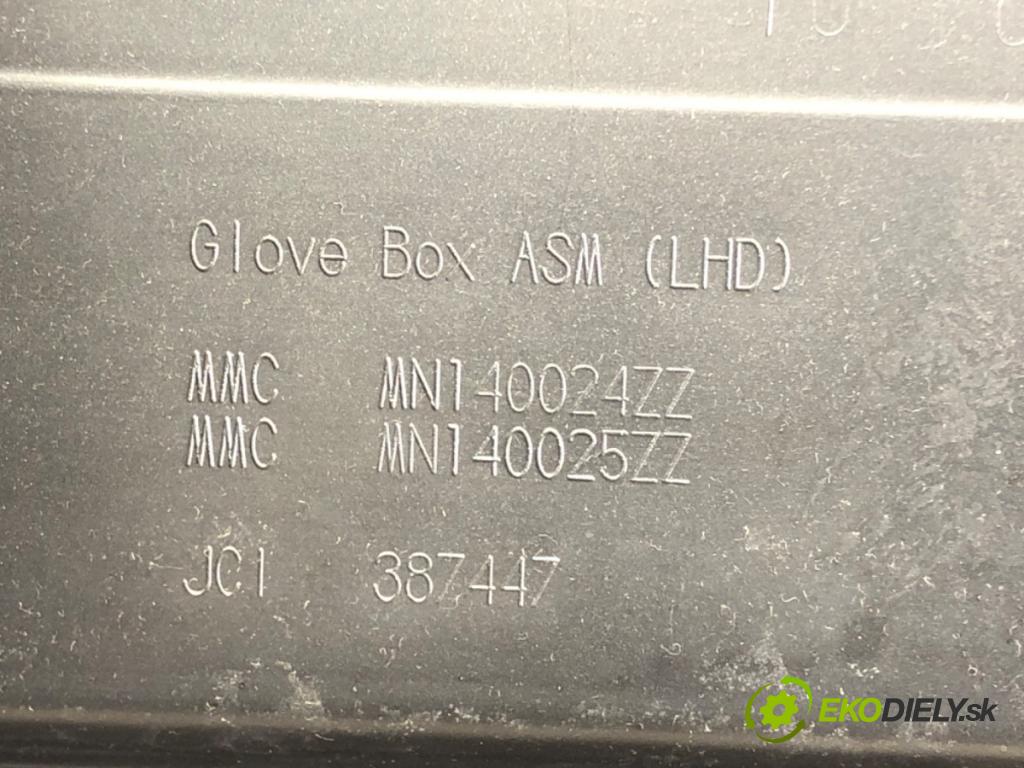 Glove Box ASM (LHD)
MMC MN140024ZZ
MMC MN140025ZZ
JCI 387447
EKODIELY.sk